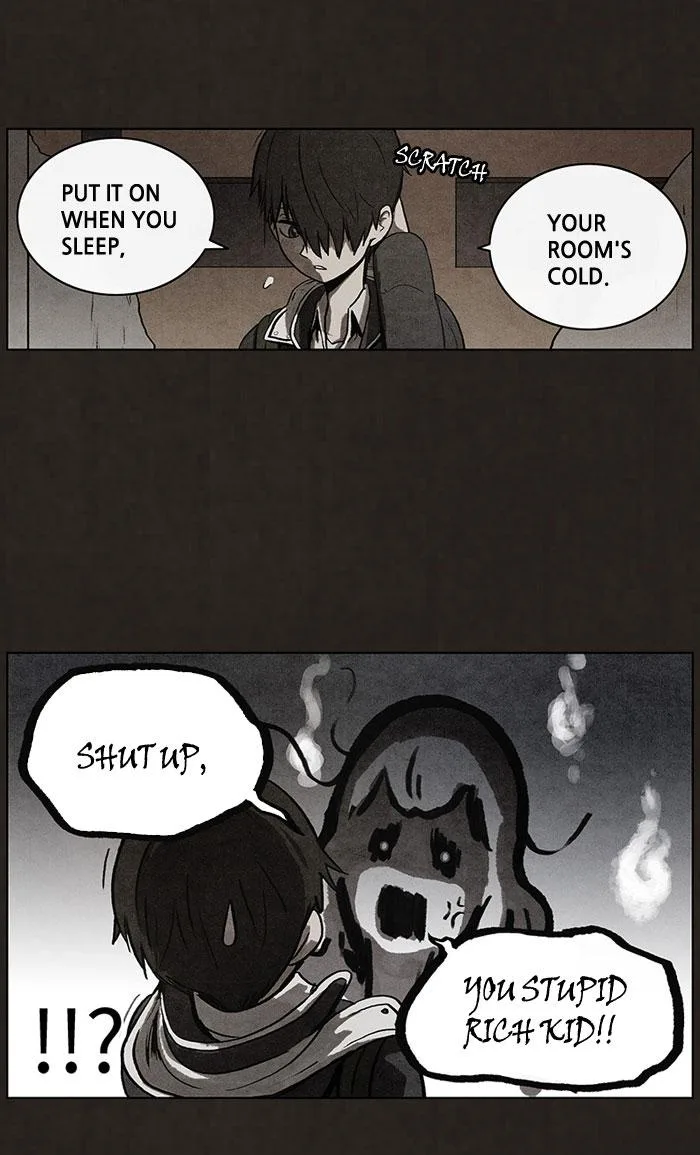 PUT IT ON
WHEN YOU
SLEEP,
SCRATCH
YOUR
ROOM'S
COLD.
SHUT UP,
!!?
YOU STUPID
RICH KID!!